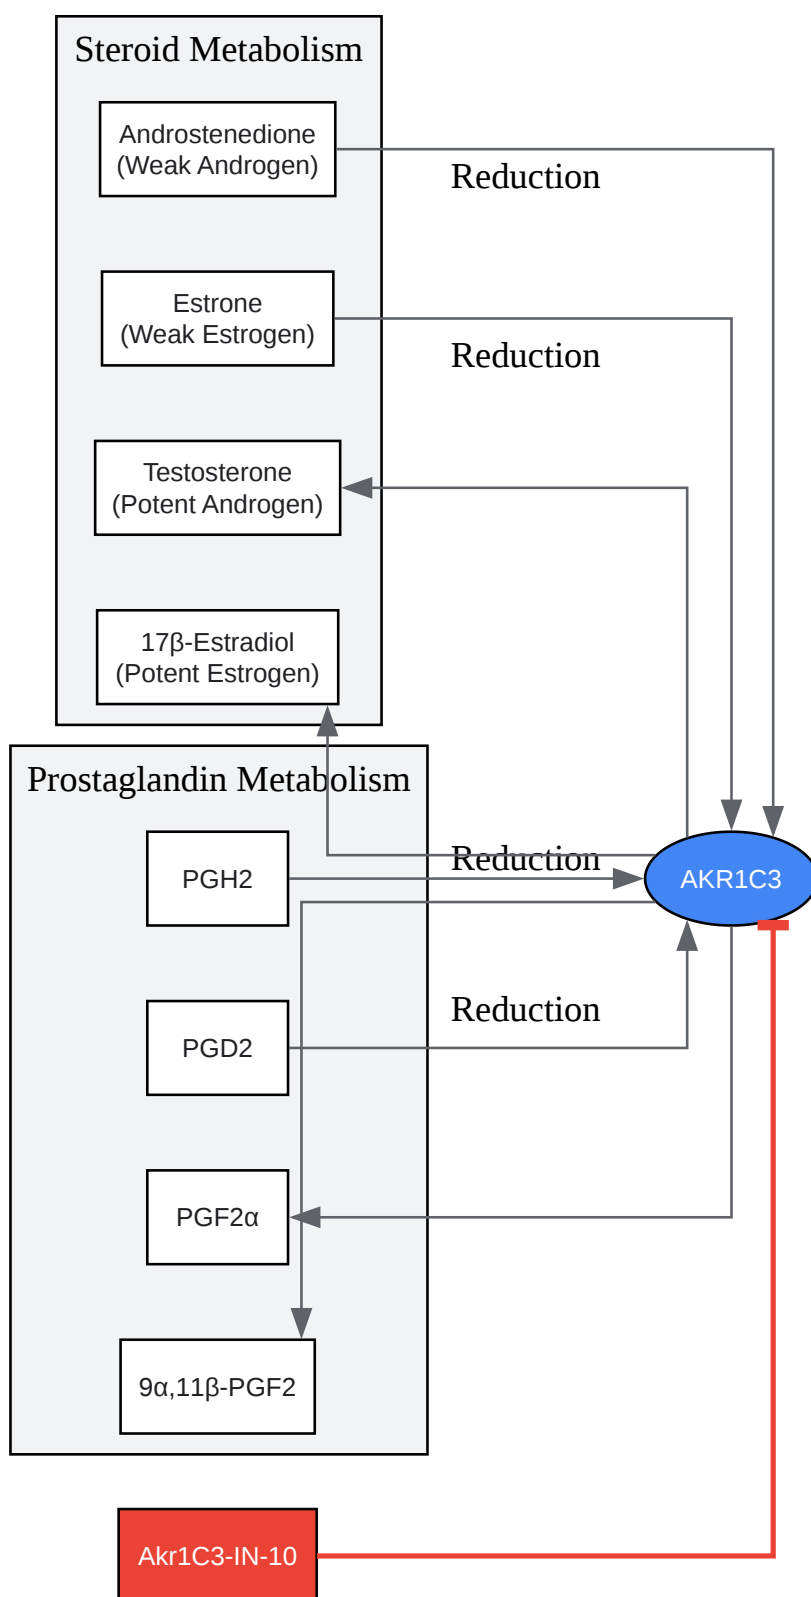 Steroid Metabolism
Androstenedione
(Weak Androgen)
Reduction
Estrone
(Weak Estrogen)
Reduction
Testosterone
(Potent Androgen)
17β-Estradiol
(Potent Estrogen)
Prostaglandin Metabolism
PGH2
Reduction
AKR1C3
Reduction
PGD2
PGF2α
9α,11β-PGF2
Akr1C3-IN-10